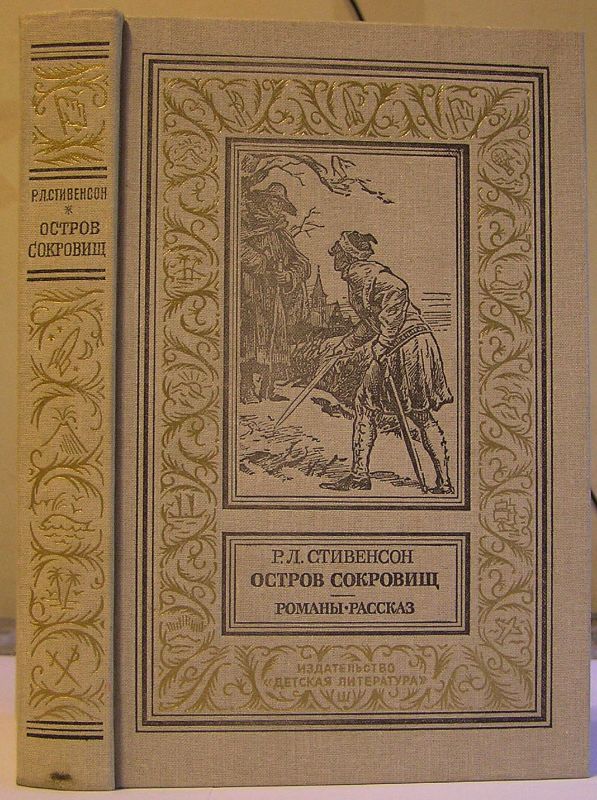 Р.Л.СТИВЕНСОН
*
ОСТРОВ
СОКРОВИЩ
Р. Л. СТИВЕНСОН
ОСТРОВ СОКРОВИЩ
РОМАНЫ·РАССКАЗ
ИЗДАТЕЛЬСТВО
«ДЕТСКАЯ ЛИТЕРАТУРА»